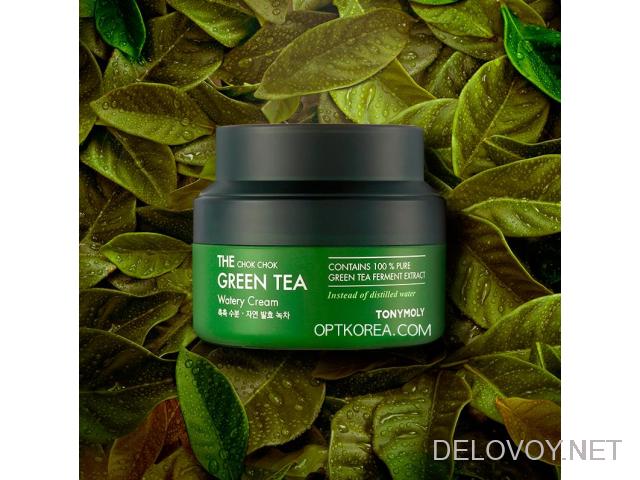 THE CHOK CHOK
GREEN TEA
Watery Cream
촉촉 수분 · 자연 발효 녹차
CONTAINS 100 % PURE
GREEN TEA FERMENT EXTRACT
Instead of distilled water
TONYMOLY
OPTKOREA.COM
DELOVOY.NET